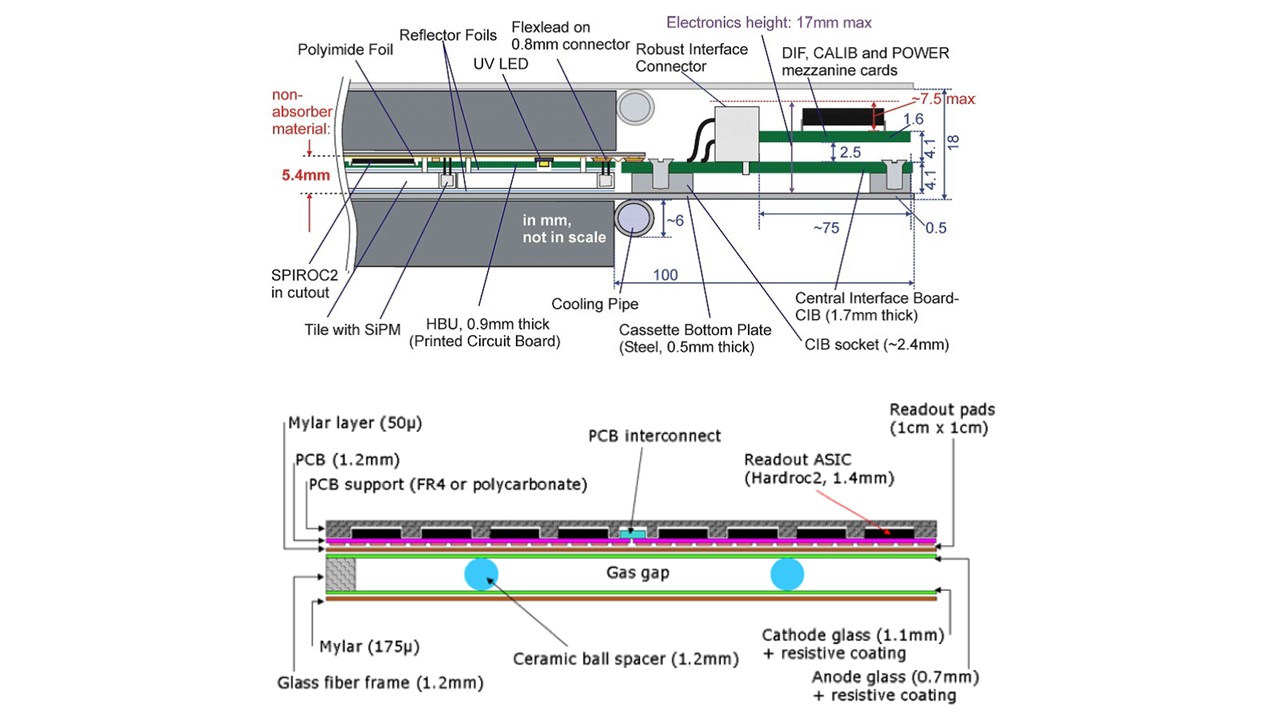 Electronics height: 17mm max
Flexlead on
0.8mm connector
Reflector Foils
Polyimide Foil
UV LED
Robust Interface
Connector
DIF, CALIB and POWER
mezzanine cards
non-
absorber
material:
5.4mm
~7.5 max
1.6
2.5
4.1
4.1
18
in mm,
not in scale
~6
~75
0.5
100
SPIROC2
in cutout
Tile with SiPM
HBU, 0.9mm thick
(Printed Circuit Board)
Cooling Pipe
Cassette Bottom Plate
(Steel, 0.5mm thick)
Central Interface Board-
CIB (1.7mm thick)
CIB socket (~2.4mm)
Mylar layer (50µ)
PCB (1.2mm)
PCB support (FR4 or polycarbonate)
PCB interconnect
Readout ASIC
(Hardroc2, 1.4mm)
Readout pads
(1cm x 1cm)
Gas gap
Mylar (175µ)
Glass fiber frame (1.2mm)
Ceramic ball spacer (1.2mm)
Cathode glass (1.1mm)
+ resistive coating
Anode glass (0.7mm)
+ resistive coating